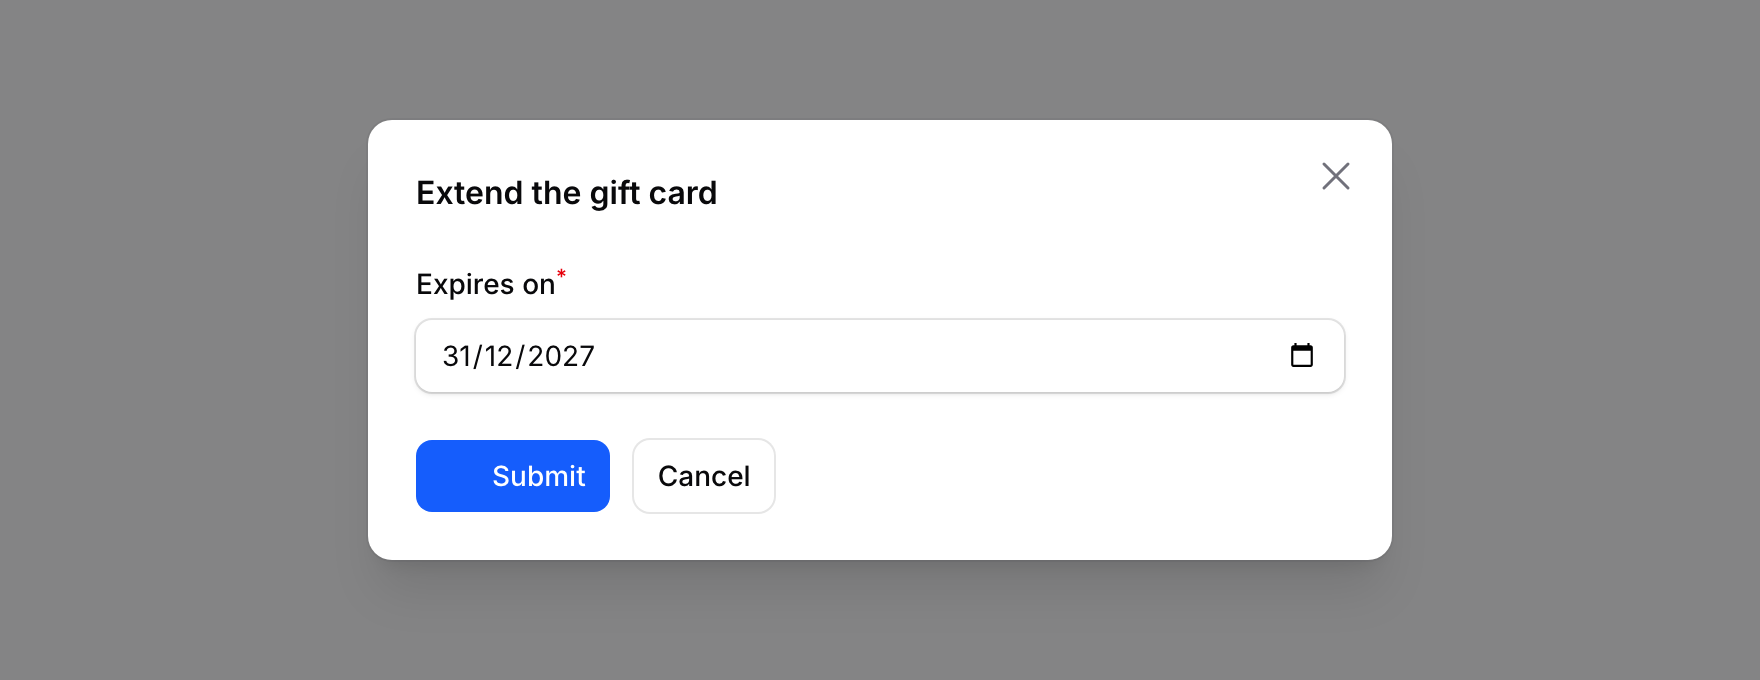 Extend the gift card
Expires on*
31/12/2027
Submit
Cancel